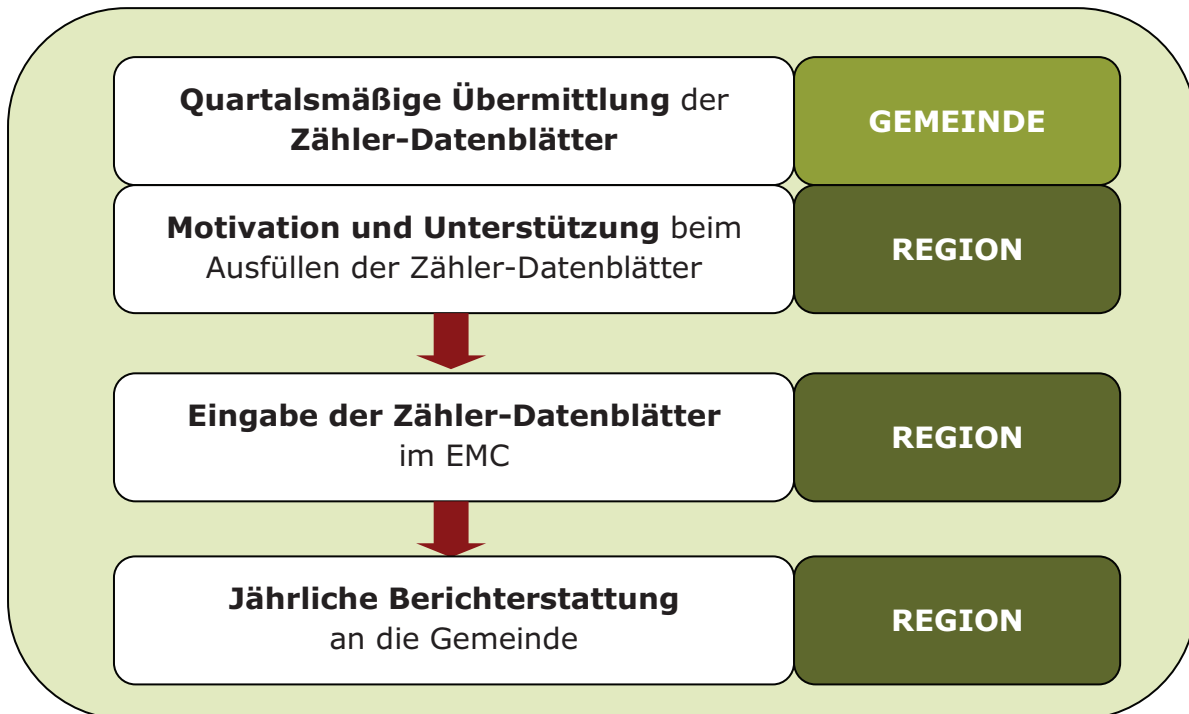 Quartalsmäßige Übermittlung der
Zähler-Datenblätter
GEMEINDE
Motivation und Unterstützung beim
Ausfüllen der Zähler-Datenblätter
REGION
Eingabe der Zähler-Datenblätter
im EMC
REGION
Jährliche Berichterstattung
an die Gemeinde
REGION